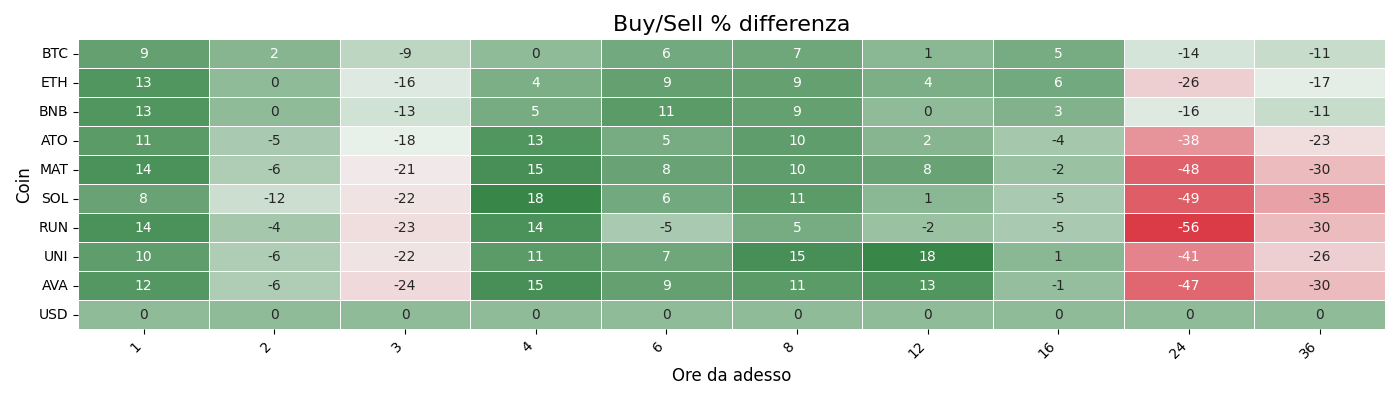 Buy/Sell % differenza
Coin
BTC 9 2 -9 0 6 7 1 5 -14 -11
ETH 13 0 -16 4 9 9 4 6 -26 -17
BNB 13 0 -13 5 11 9 0 3 -16 -11
ATO 11 -5 -18 13 5 10 2 -4 -38 -23
MAT 14 -6 -21 15 8 10 8 -2 -48 -30
SOL 8 -12 -22 18 6 11 1 -5 -49 -35
RUN 14 -4 -23 14 -5 5 -2 -5 -56 -30
UNI 10 -6 -22 11 7 15 18 1 -41 -26
AVA 12 -6 -24 15 9 11 13 -1 -47 -30
USD 0 0 0 0 0 0 0 0 0 0
1 2 3 4 6 8 12 16 24 36
Ore da adesso